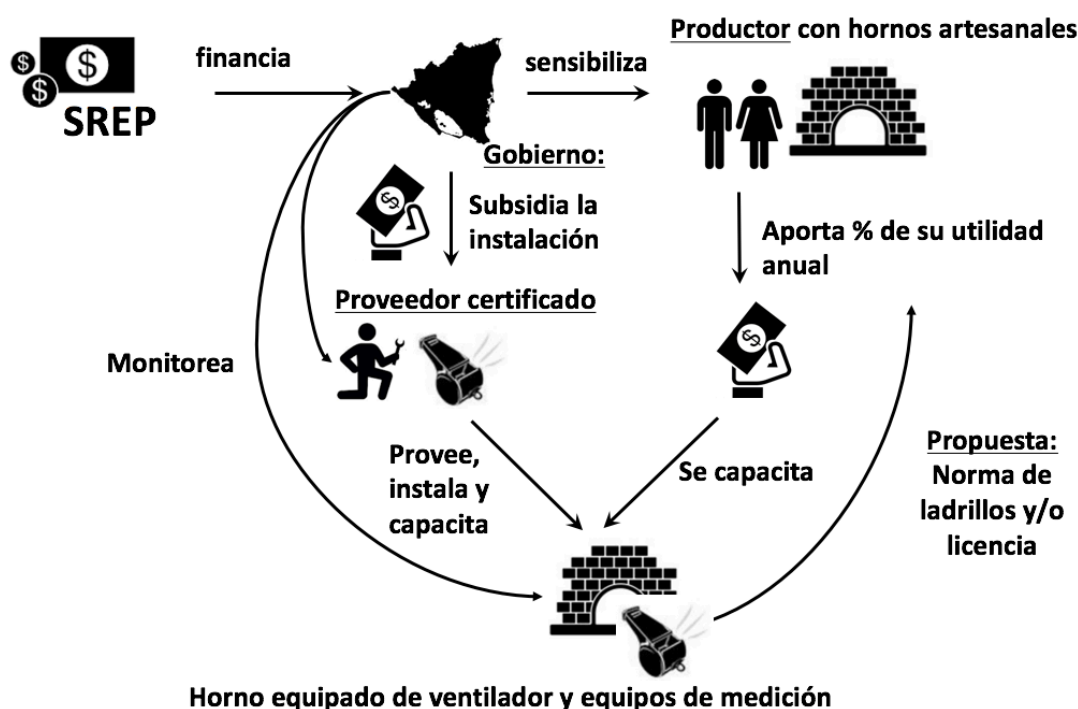 Productor con hornos artesanales
financia
sensibiliza
$
$
$
SREP
Gobierno:
$
Subsidia la
instalación
Aporta % de su utilidad
anual
Proveedor certificado
$
Monitorea
Provee,
instala y
capacita
Se capacita
Propuesta:
Norma de
ladrillos y/o
licencia
Horno equipado de ventilador y equipos de medición